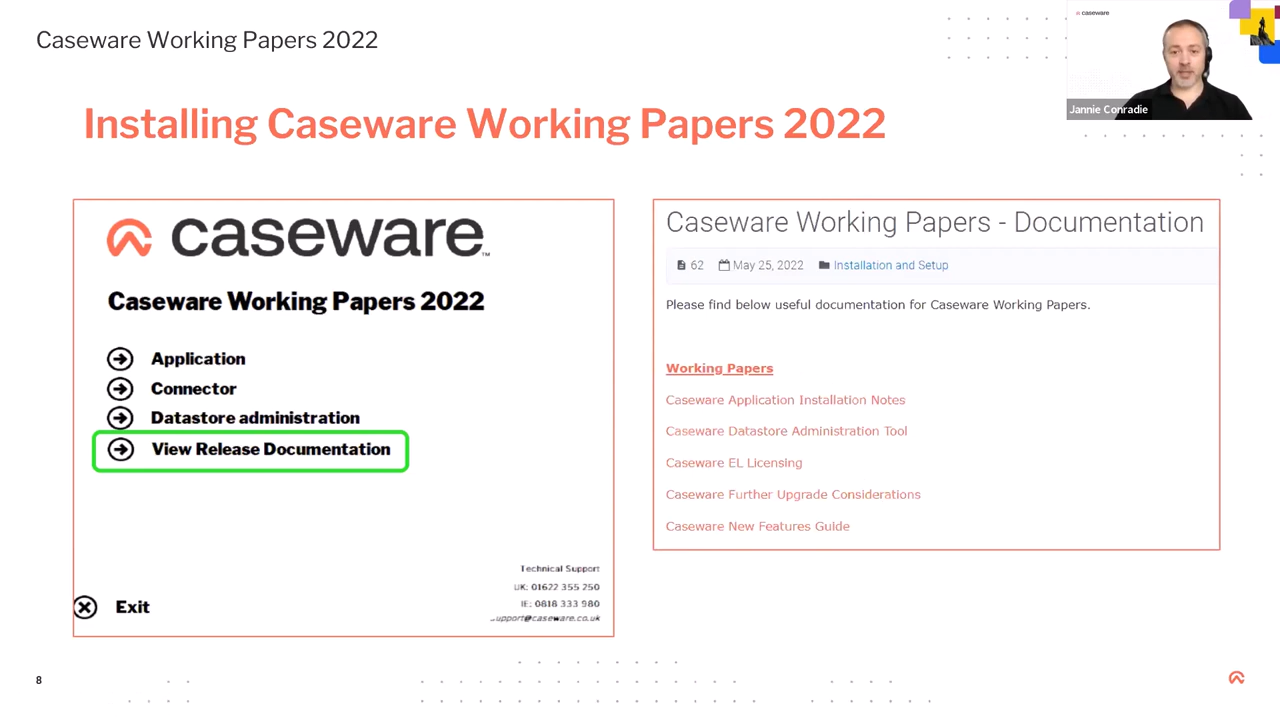 Caseware Working Papers 2022
caseware
Jannie Conradie
Installing Caseware Working Papers 2022
caseware™
Caseware Working Papers 2022
Application
Connector
Datastore administration
View Release Documentation
Technical Support
UK: 01622 355 250
IE: 0818 333 980
support@caseware.co.uk
Exit
Caseware Working Papers - Documentation
62 May 25, 2022 Installation and Setup
Please find below useful documentation for Caseware Working Papers.
Working Papers
Caseware Application Installation Notes
Caseware Datastore Administration Tool
Caseware EL Licensing
Caseware Further Upgrade Considerations
Caseware New Features Guide
8